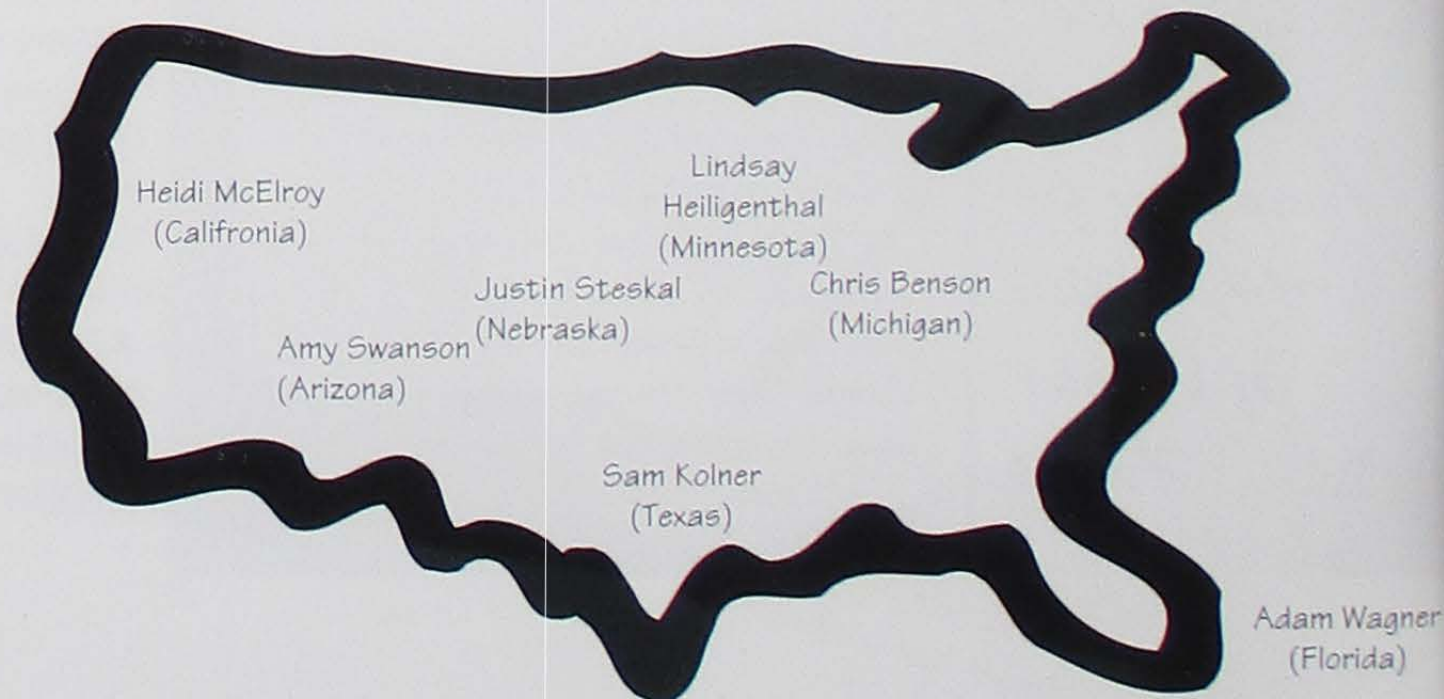 Heidi McElroy
(Califronia)
Lindsay
Heiligenthal
(Minnesota)
Justin Steskal
(Nebraska)
Chris Benson
(Michigan)
Amy Swanson
(Arizona)
Sam Kolner
(Texas)
Adam Wagner
(Florida)